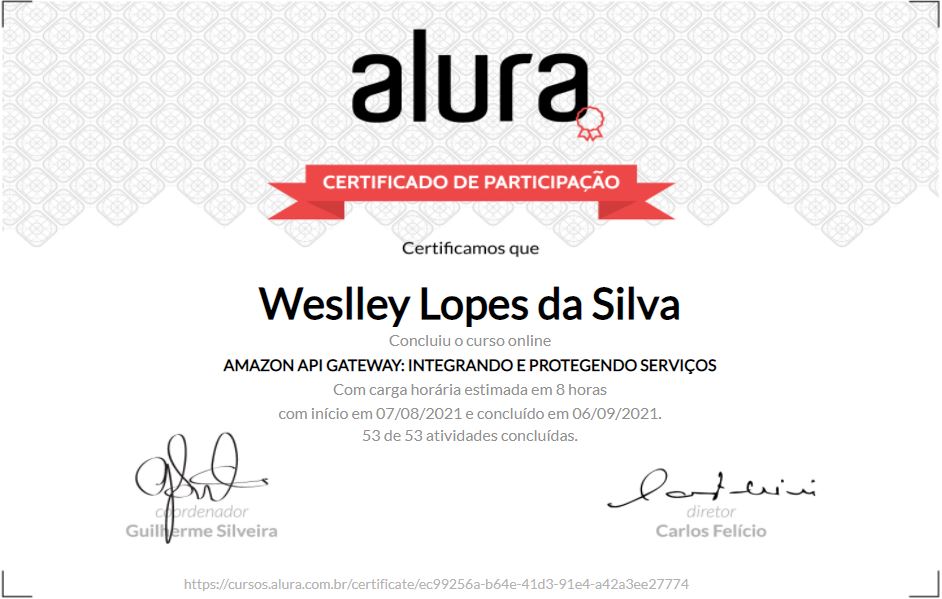 alura
CERTIFICADO DE PARTICIPAÇÃO
Certificamos que
Weslley Lopes da Silva
Concluiu o curso online
AMAZON API GATEWAY: INTEGRANDO E PROTEGENDO SERVIÇOS
Com carga horária estimada em 8 horas
com início em 07/08/2021 e concluído em 06/09/2021.
53 de 53 atividades concluídas.
coordenador
Guilherme Silveira
diretor
Carlos Felício
https://cursos.alura.com.br/certificate/ec99256a-b64e-41d3-91e4-a42a3ee27774